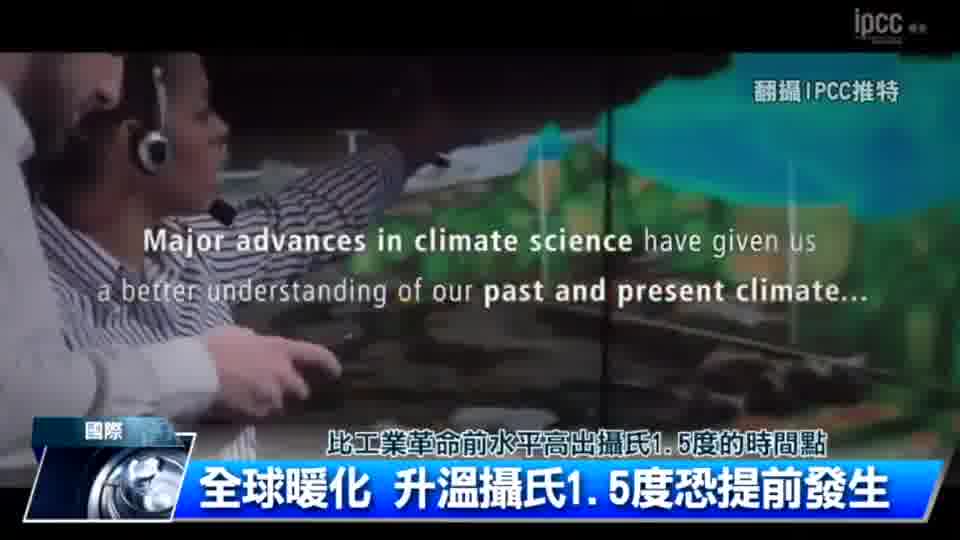 ipcc
翻攝IPCC推特
Major advances in climate science have given us
a better understanding of our past and present climate...
國際
比工業革命前水平高出攝氏1.5度的時間點
全球暖化 升溫攝氏1.5度恐提前發生